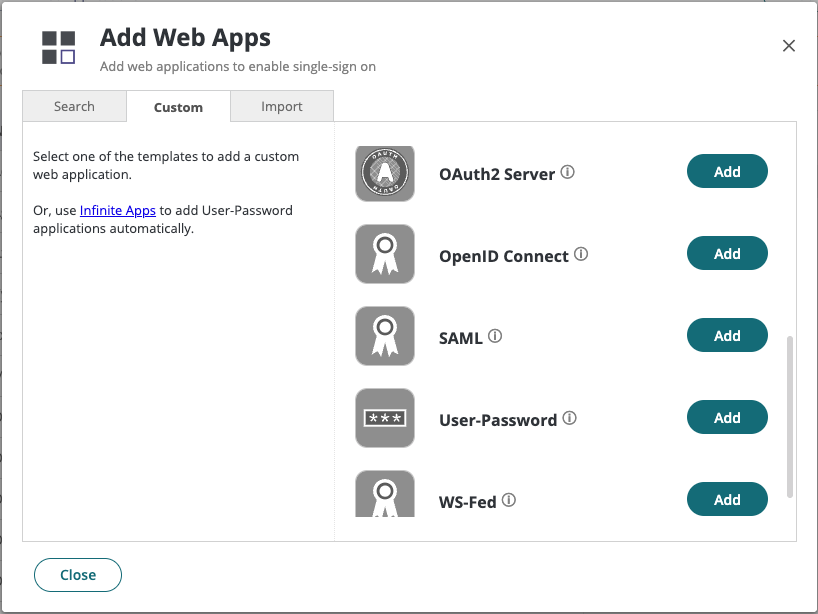 Add Web Apps
Add web applications to enable single-sign on
Search
Custom
Import
Select one of the templates to add a custom
web application.
Or, use Infinite Apps to add User-Password
applications automatically.
OAUTH
A
OAUTH
OAuth2 Server
Add
OpenID Connect
Add
SAML
Add
***
User-Password
Add
WS-Fed
Add
Close